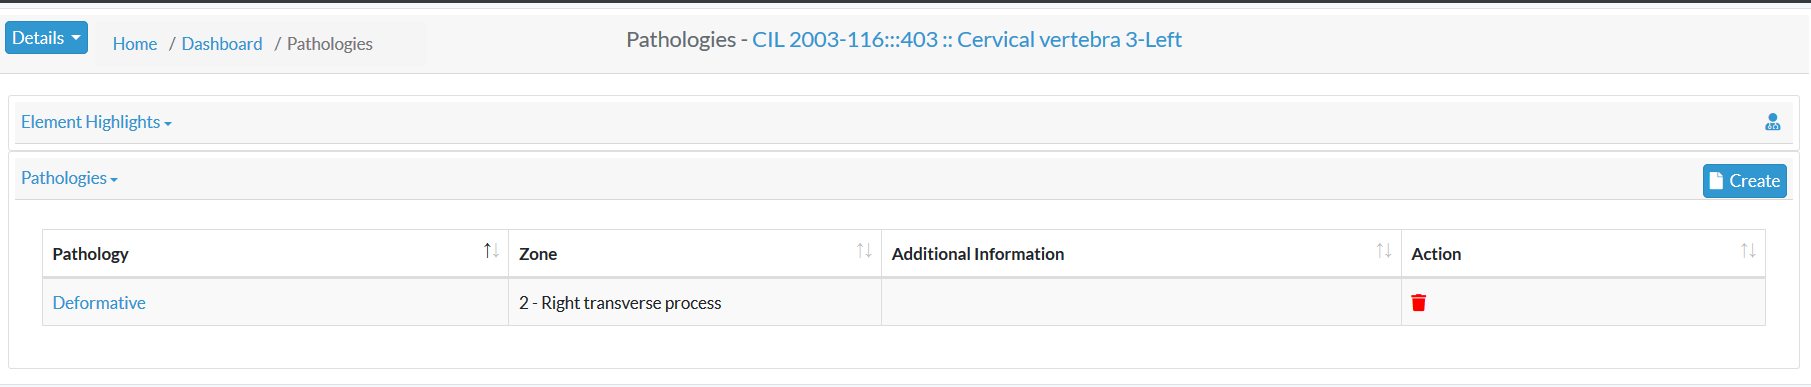 Details
Home / Dashboard / Pathologies
Pathologies - CIL 2003-116:::403 :: Cervical vertebra 3-Left
Element Highlights
Pathologies
Create
Pathology Zone Additional Information Action
Deformative 2 - Right transverse process